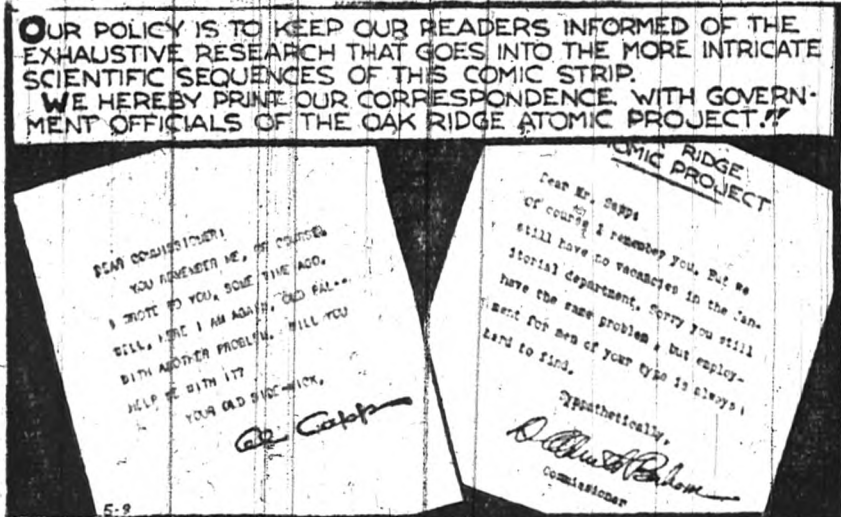 OUR POLICY IS TO KEEP OUR READERS INFORMED OF THE
EXHAUSTIVE RESEARCH THAT GOES INTO THE MORE INTRICATE
SCIENTIFIC SEQUENCES OF THIS COMIC STRIP.
WE HEREBY PRINT OUR CORRESPONDENCE WITH GOVERN-
MENT OFFICIALS OF THE OAK RIDGE ATOMIC PROJECT!!
DEAR COMMISSIONER:
YOU REMEMBER ME, OF COURSE.
I WROTE TO YOU, SOME TIME AGO.
WELL, HERE I AM AGAIN, OLD PAL--
WITH ANOTHER PROBLEM. WILL YOU
HELP ME WITH IT?
YOUR OLD SIDE-KICK,
Al Capp
5-9
RIDGE
OMIC PROJECT
Dear Mr. Sapp:
Of course I remember you. But we
still have no vacancies in the Jan-
itorial department. Sorry you still
have the same problem, but employ-
ment for men of your type is always
hard to find.
Sympathetically,
Commissioner